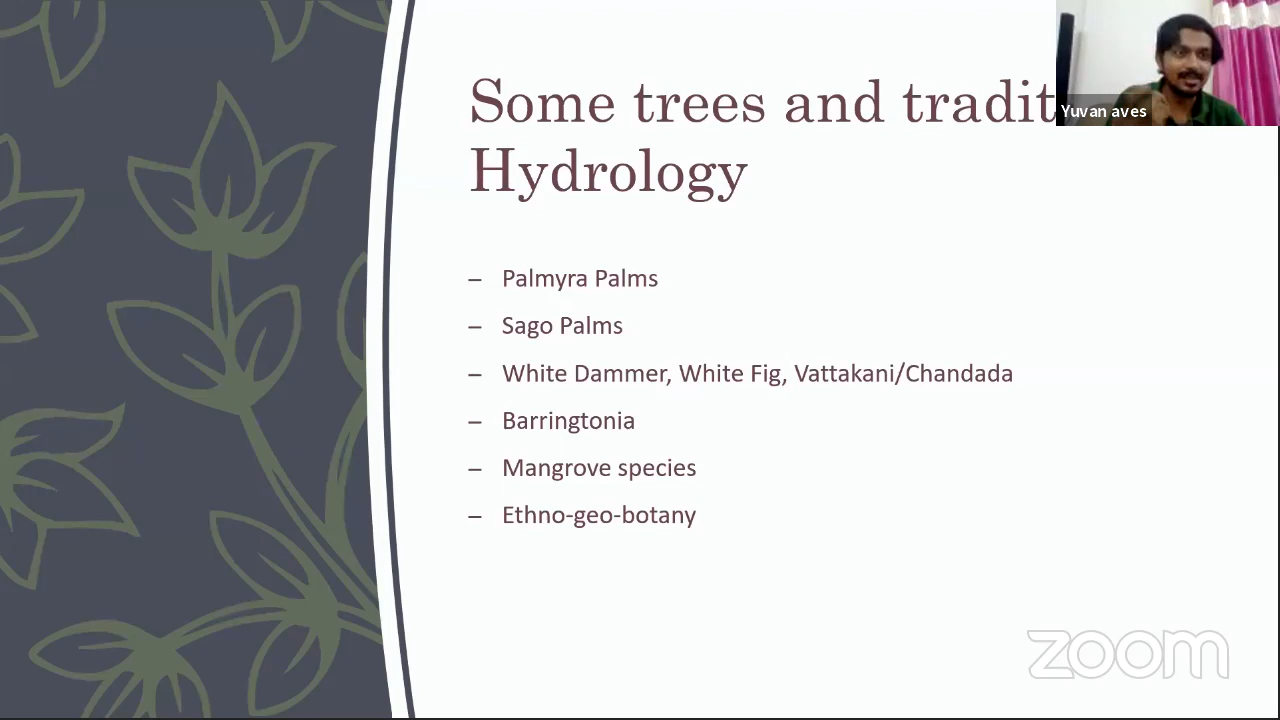 Some trees and tradit
Yuvan aves
Hydrology
– Palmyra Palms
– Sago Palms
– White Dammer, White Fig, Vattakani/Chandada
– Barringtonia
– Mangrove species
– Ethno-geo-botany
zoom